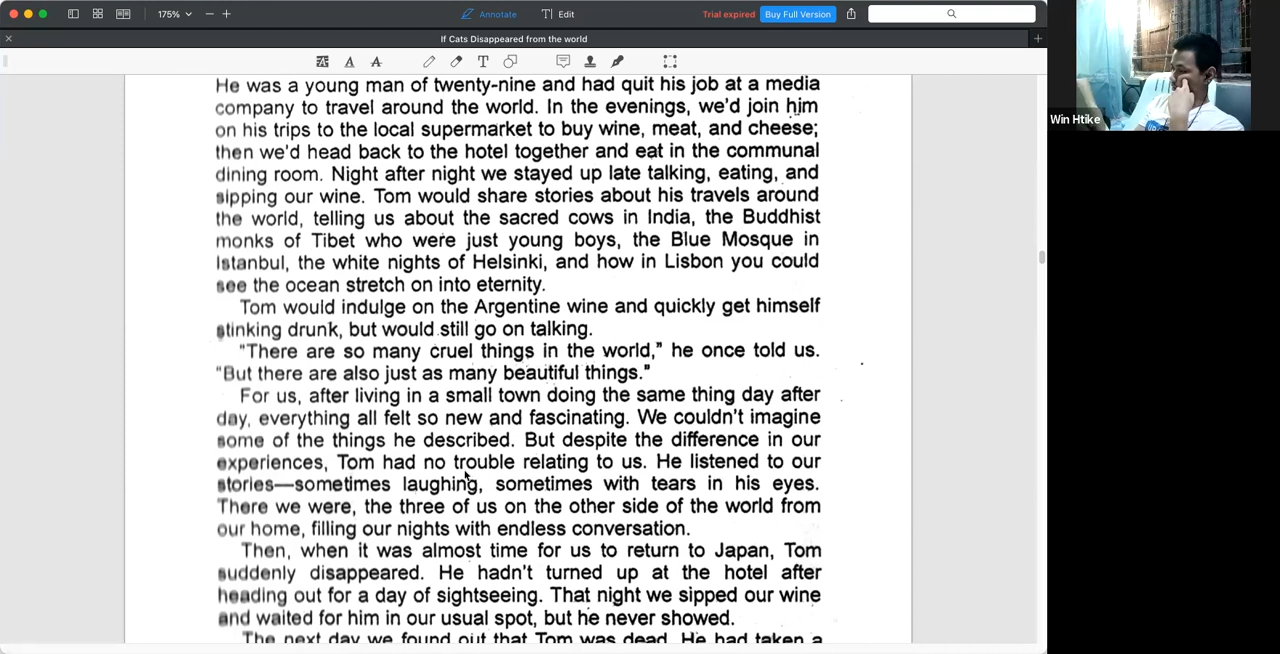 175%
Annotate
Edit
Trial expired
Buy Full Version
If Cats Disappeared from the world
He was a young man of twenty-nine and had quit his job at a media
company to travel around the world. In the evenings, we'd join him
on his trips to the local supermarket to buy wine, meat, and cheese;
then we'd head back to the hotel together and eat in the communal
dining room. Night after night we stayed up late talking, eating, and
sipping our wine. Tom would share stories about his travels around
the world, telling us about the sacred cows in India, the Buddhist
monks of Tibet who were just young boys, the Blue Mosque in
Istanbul, the white nights of Helsinki, and how in Lisbon you could
see the ocean stretch on into eternity.
Tom would indulge on the Argentine wine and quickly get himself
stinking drunk, but would still go on talking.
"There are so many cruel things in the world," he once told us.
"But there are also just as many beautiful things."
For us, after living in a small town doing the same thing day after
day, everything all felt so new and fascinating. We couldn't imagine
some of the things he described. But despite the difference in our
experiences, Tom had no trouble relating to us. He listened to our
stories—sometimes laughing, sometimes with tears in his eyes.
There we were, the three of us on the other side of the world from
our home, filling our nights with endless conversation.
Then, when it was almost time for us to return to Japan, Tom
suddenly disappeared. He hadn't turned up at the hotel after
heading out for a day of sightseeing. That night we sipped our wine
and waited for him in our usual spot, but he never showed.
The next day we found out that Tom was dead. He had taken a
Win Htike